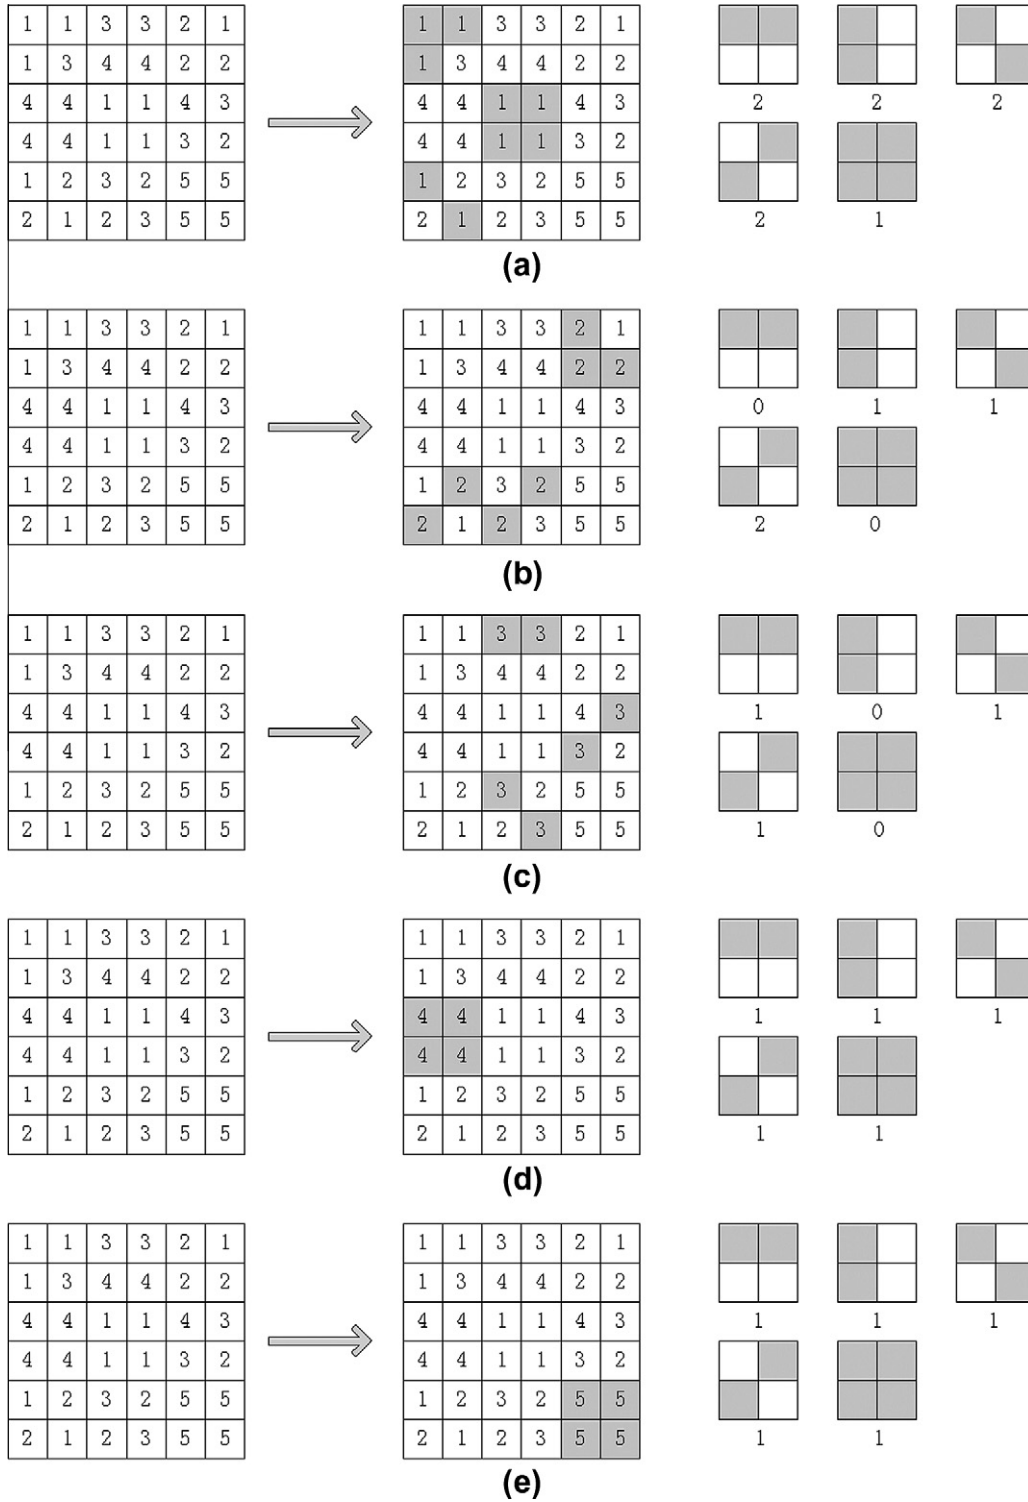 1 1 3 3 2 1 1 1 3 3 2 1
1 3 4 4 2 2 1 3 4 4 2 2
4 4 1 1 4 3 4 4 1 1 4 3 2 2 2
4 4 1 1 3 2 4 4 1 1 3 2
1 2 3 2 5 5 1 2 3 2 5 5
2 1 2 3 5 5 2 1 2 3 5 5 2 1
(a)
1 1 3 3 2 1 1 1 3 3 2 1
1 3 4 4 2 2 1 3 4 4 2 2
4 4 1 1 4 3 4 4 1 1 4 3 0 1 1
4 4 1 1 3 2 4 4 1 1 3 2
1 2 3 2 5 5 1 2 3 2 5 5
2 1 2 3 5 5 2 1 2 3 5 5 2 0
(b)
1 1 3 3 2 1 1 1 3 3 2 1
1 3 4 4 2 2 1 3 4 4 2 2
4 4 1 1 4 3 4 4 1 1 4 3 1 0 1
4 4 1 1 3 2 4 4 1 1 3 2
1 2 3 2 5 5 1 2 3 2 5 5
2 1 2 3 5 5 2 1 2 3 5 5 1 0
(c)
1 1 3 3 2 1 1 1 3 3 2 1
1 3 4 4 2 2 1 3 4 4 2 2
4 4 1 1 4 3 4 4 1 1 4 3 1 1 1
4 4 1 1 3 2 4 4 1 1 3 2
1 2 3 2 5 5 1 2 3 2 5 5
2 1 2 3 5 5 2 1 2 3 5 5 1 1
(d)
1 1 3 3 2 1 1 1 3 3 2 1
1 3 4 4 2 2 1 3 4 4 2 2
4 4 1 1 4 3 4 4 1 1 4 3 1 1 1
4 4 1 1 3 2 4 4 1 1 3 2
1 2 3 2 5 5 1 2 3 2 5 5
2 1 2 3 5 5 2 1 2 3 5 5 1 1
(e)